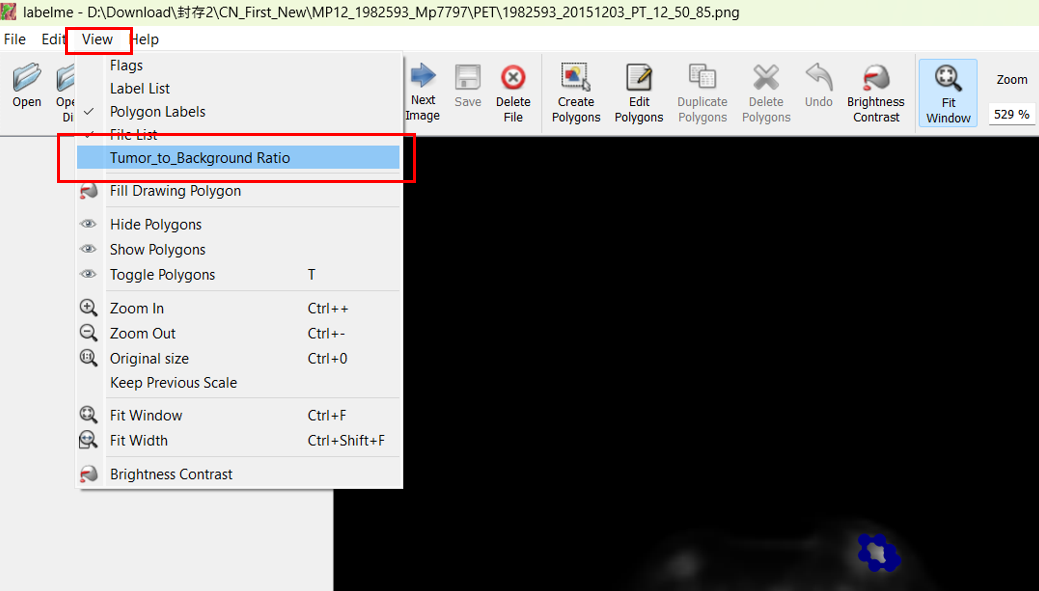 labelme - D:\Download\封存2\CN_First_New\MP12_1982593_Mp7797\PET\1982593_20151203_PT_12_50_85.png
File Edit View Help
Open
Ope
Di
Next
Image
Save
Delete
File
Create
Polygons
Edit
Polygons
Duplicate
Polygons
Delete
Polygons
Undo
Brightness
Contrast
Fit
Window
Zoom
529 %
Flags
Label List
Polygon Labels
File List
Tumor_to_Background Ratio
Fill Drawing Polygon
Hide Polygons
Show Polygons
Toggle Polygons T
Zoom In Ctrl++
Zoom Out Ctrl+-
Original size Ctrl+0
Keep Previous Scale
Fit Window Ctrl+F
Fit Width Ctrl+Shift+F
Brightness Contrast